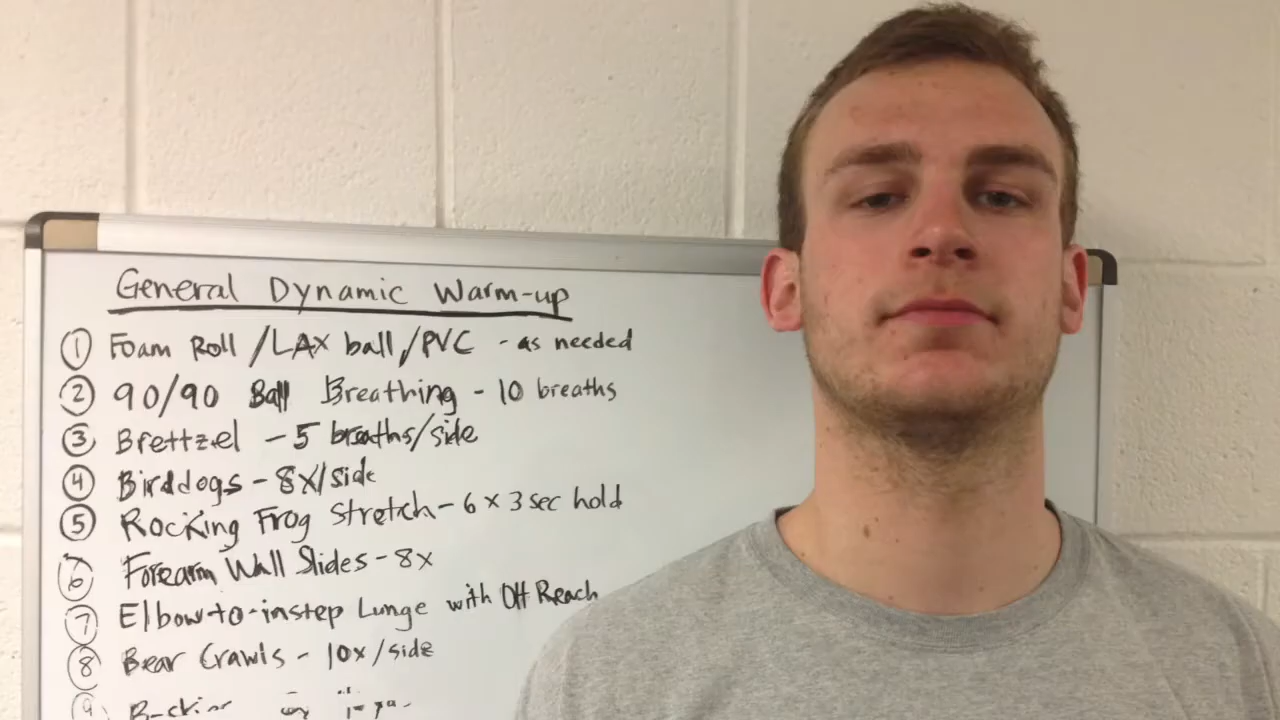 General Dynamic Warm-up
① Foam Roll /LAX ball/PVC - as needed
② 90/90 Ball Breathing - 10 breaths
③ Brettzel - 5 breaths/side
④ Birddogs - 8x/side
⑤ Rocking Frog Stretch - 6 x 3 sec hold
⑥ Forearm Wall Slides - 8x
⑦ Elbow-to-instep Lunge with OH Reach
⑧ Bear Crawls - 10x/side
⑨